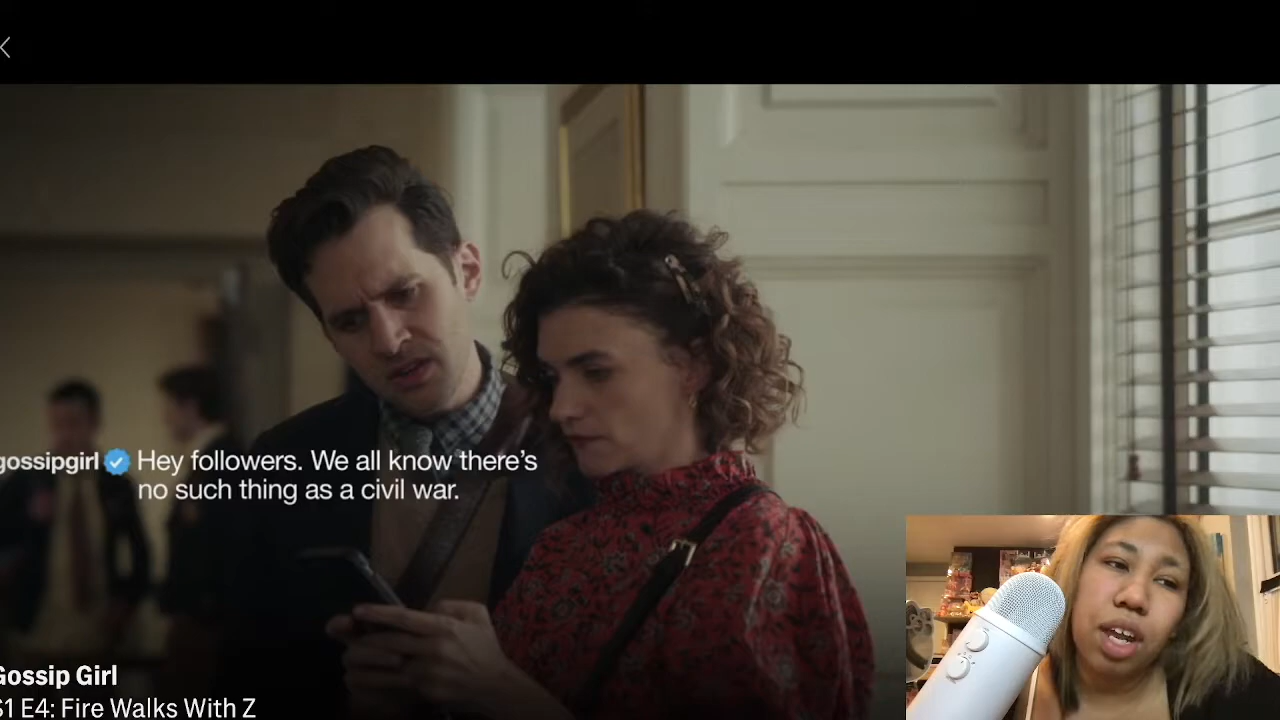 gossipgirl Hey followers. We all know there's
no such thing as a civil war.
Gossip Girl
S1 E4: Fire Walks With Z